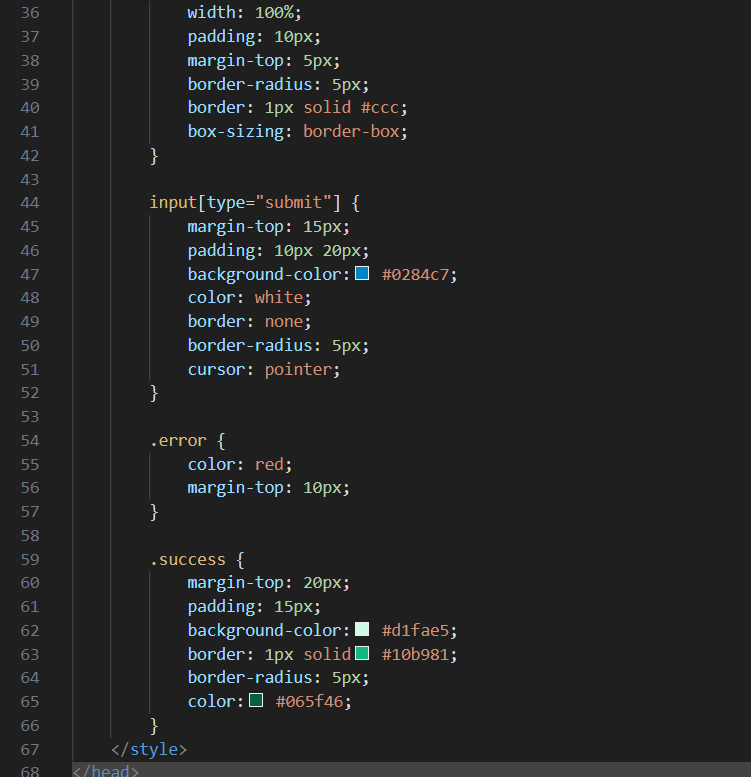 36 width: 100%;
37 padding: 10px;
38 margin-top: 5px;
39 border-radius: 5px;
40 border: 1px solid #ccc;
41 box-sizing: border-box;
42 }
43
44 input[type="submit"] {
45 margin-top: 15px;
46 padding: 10px 20px;
47 background-color: #0284c7;
48 color: white;
49 border: none;
50 border-radius: 5px;
51 cursor: pointer;
52 }
53
54 .error {
55 color: red;
56 margin-top: 10px;
57 }
58
59 .success {
60 margin-top: 20px;
61 padding: 15px;
62 background-color: #d1fae5;
63 border: 1px solid #10b981;
64 border-radius: 5px;
65 color: #065f46;
66 }
67 </style>
68 </head>